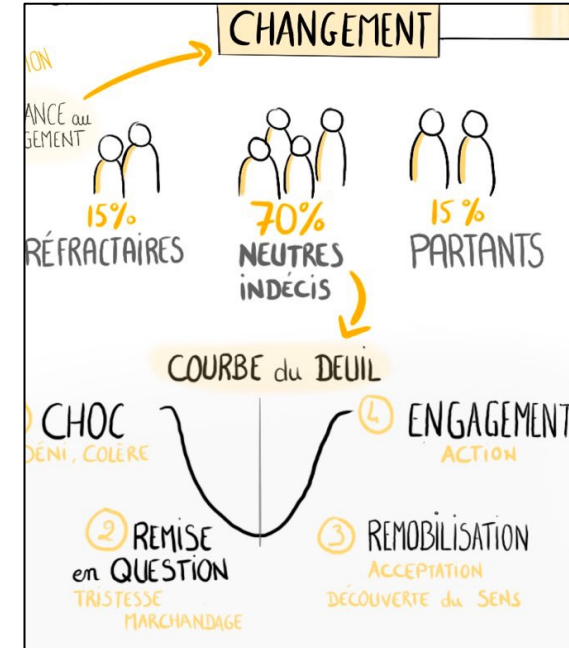 CHANGEMENT
ANCE au
GEMENT
15%
RÉFRACTAIRES
70%
NEUTRES
INDÉCIS
15%
PARTANTS
COURBE du DEUIL
CHOC
DÉNI, COLÈRE
2 REMISE
en QUESTION
TRISTESSE
MARCHANDAGE
3 REMOBILISATION
ACCEPTATION
DÉCOUVERTE du SENS
4 ENGAGEMENT
ACTION